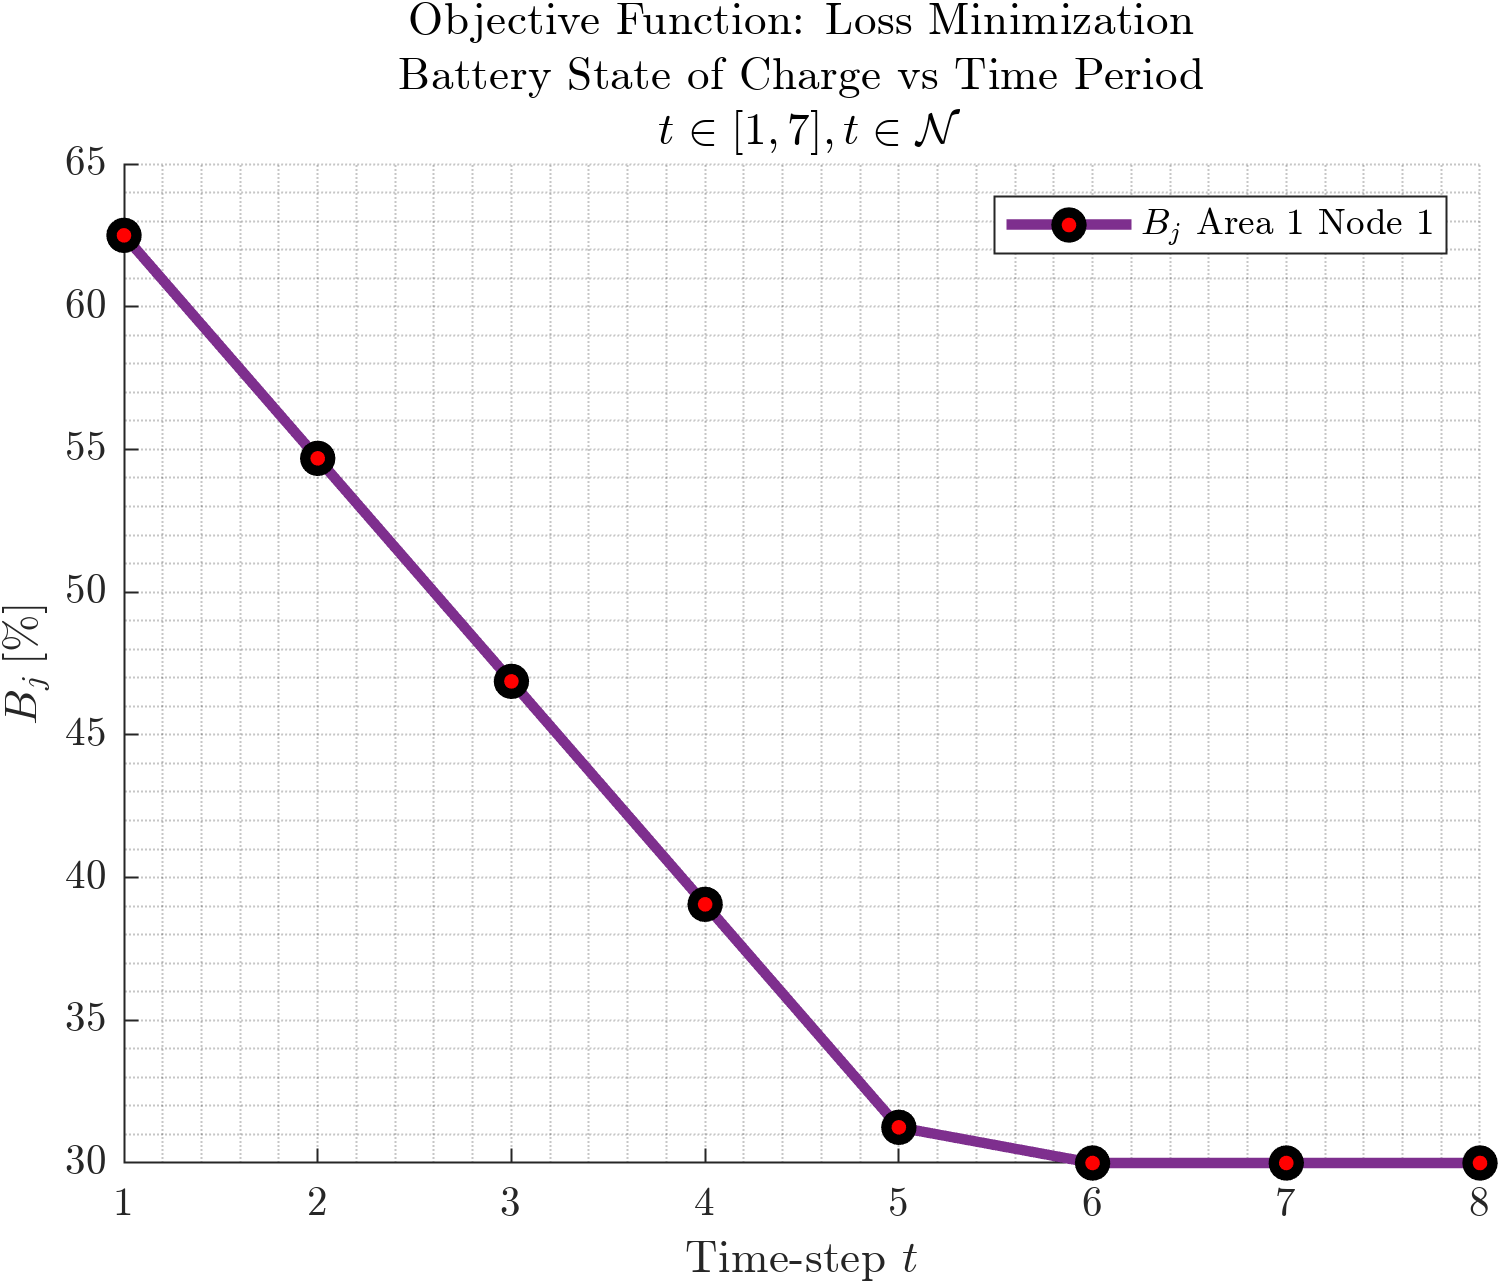 Objective Function: Loss Minimization
Battery State of Charge vs Time Period
t ∈ [1, 7], t ∈ 𝒩
65
60
55
50
45
40
35
30
B_j [%]
B_j Area 1 Node 1
1 2 3 4 5 6 7 8
Time-step t